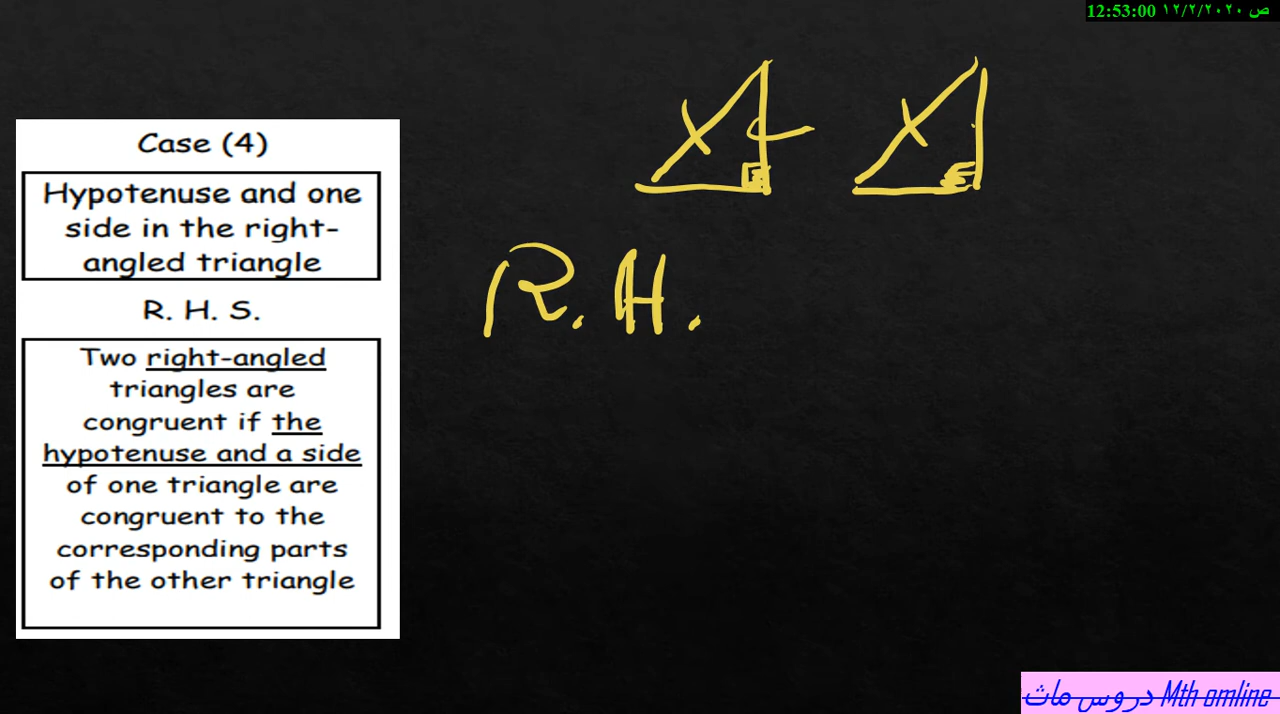 12:53:00 ص ١٢/٢/٢٠٢٠
Case (4)
Hypotenuse and one
side in the right-
angled triangle
R. H. S.
Two right-angled
triangles are
congruent if the
hypotenuse and a side
of one triangle are
congruent to the
corresponding parts
of the other triangle
R. H.
دروس ماث Mth omline